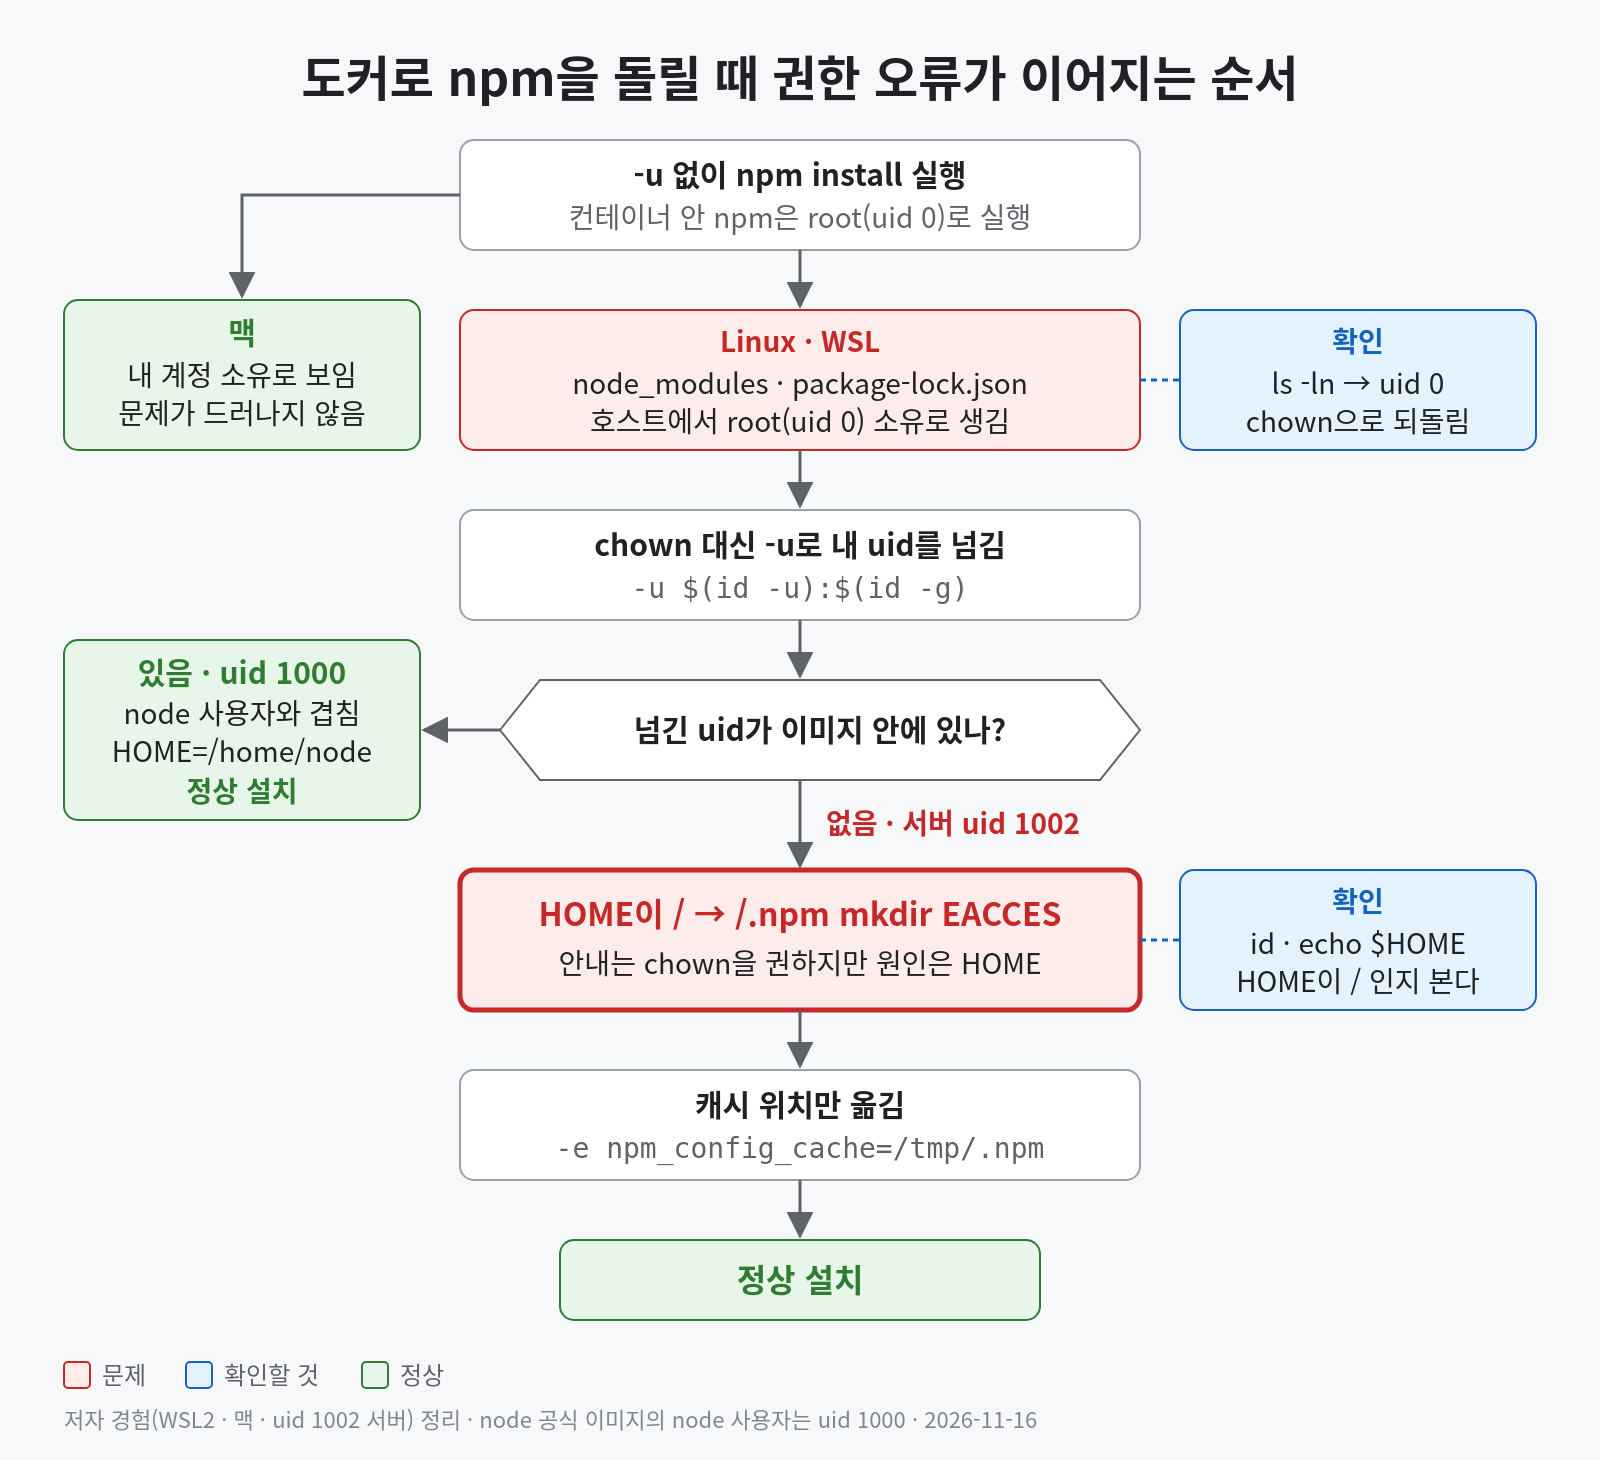 도커로 npm을 돌릴 때 권한 오류가 이어지는 순서
-u 없이 npm install 실행
컨테이너 안 npm은 root(uid 0)로 실행
맥
내 계정 소유로 보임
문제가 드러나지 않음
Linux · WSL
node_modules · package-lock.json
호스트에서 root(uid 0) 소유로 생김
확인
ls -ln → uid 0
chown으로 되돌림
chown 대신 -u로 내 uid를 넘김
-u $(id -u):$(id -g)
있음 · uid 1000
node 사용자와 겹침
HOME=/home/node
정상 설치
넘긴 uid가 이미지 안에 있나?
없음 · 서버 uid 1002
HOME이 / → /.npm mkdir EACCES
안내는 chown을 권하지만 원인은 HOME
확인
id · echo $HOME
HOME이 / 인지 본다
캐시 위치만 옮김
-e npm_config_cache=/tmp/.npm
정상 설치
문제
확인할 것
정상
저자 경험(WSL2 · 맥 · uid 1002 서버) 정리 · node 공식 이미지의 node 사용자는 uid 1000 · 2026-11-16